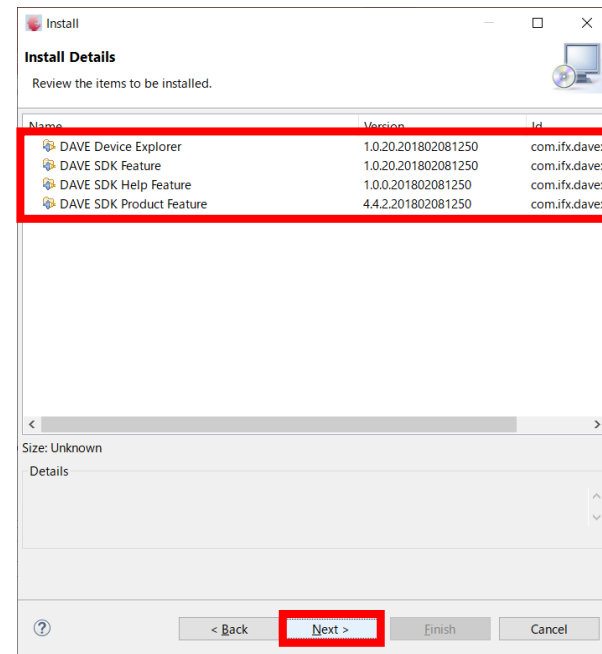 Install
Install Details
Review the items to be installed.
Name Version Id
DAVE Device Explorer 1.0.20.201802081250 com.ifx.dave
DAVE SDK Feature 1.0.20.201802081250 com.ifx.dave
DAVE SDK Help Feature 1.0.0.201802081250 com.ifx.dave
DAVE SDK Product Feature 4.4.2.201802081250 com.ifx.dave
Size: Unknown
Details
< Back Next > Finish Cancel